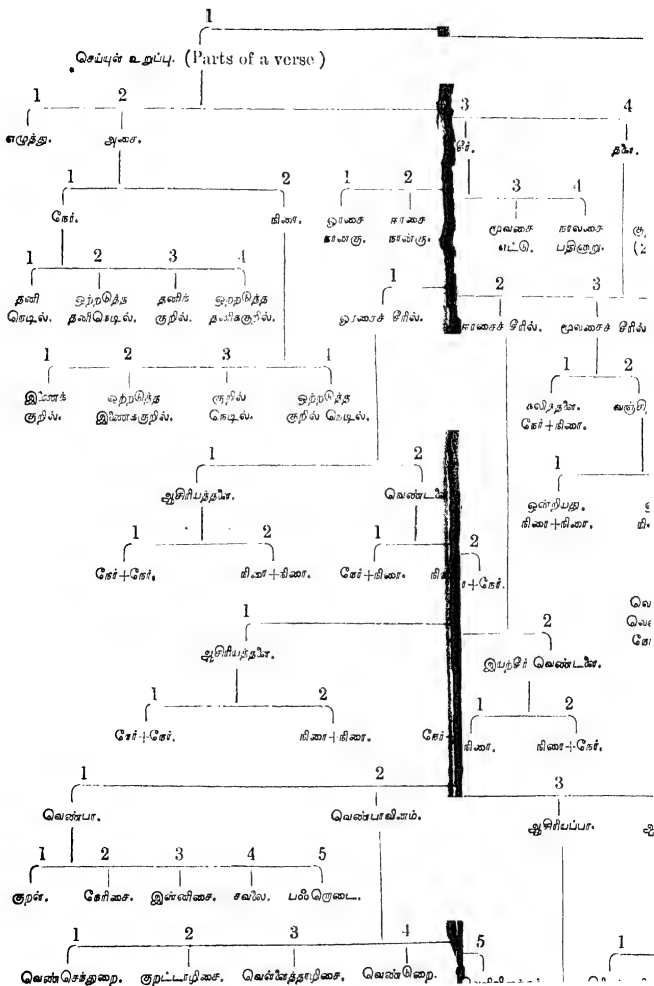 1
செய்யுள் உறுப்பு. (Parts of a verse)
1 2 3 4
எழுத்து. அசை. தளை.
1 2 1 2 3 4
நேர். நிரை. ஓரசை ஈரசை மூவசை நாலசை
நான்கு. நான்கு. எட்டு. பதினாறு.
1 2 3 4 1 2 3
தனி ஒற்றடுத்த தனிக் ஒற்றடுத்த ஓரசைச் சீரில். ஈரசைச் சீரில். மூவசைச் சீரில்
நெடில். தனிநெடில். குறில். தனிக்குறில்.
1 2 3 4 1 2
இணைக் ஒற்றடுத்த குறில் ஒற்றடுத்த கலித்தளை.
குறில். இணைக்குறில். நெடில். குறில் நெடில். நேர்+நிரை.
1 2 1
ஆசிரியத்தளை. வெண்டளை ஒன்றியது.
நிரை+நிரை.
1 2 1 2
நேர்+நேர். நிரை+நிரை. நேர்+நிரை.
1 2
ஆசிரியத்தளை. இயற்சீர் வெண்டளை.
1 2 1 2
நேர்+நேர். நிரை+நிரை. நிரை. நிரை+நேர்.
1 2 3
வெண்பா. வெண்பாவினம். ஆசிரியப்பா.
1 2 3 4 5
குறள். நேரிசை. இன்னிசை. சவலை. பஃறொடை.
1 2 3 4 5 1
வெண்செந்துறை. குறட்டாழிசை. வெள்ளைத்தாழிசை. வெண்டுறை.